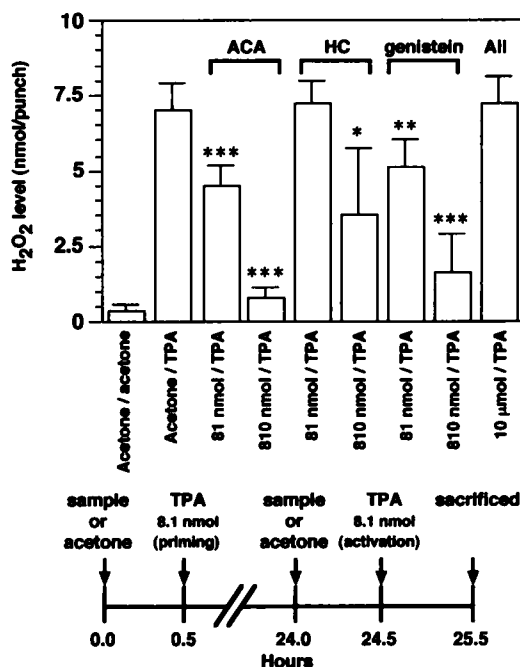 ACA HC genistein All
10
7.5
5
2.5
0
H2O2 level (nmol/punch)
***
***
*
**
***
Acetone / acetone
Acetone / TPA
81 nmol / TPA
810 nmol / TPA
81 nmol / TPA
810 nmol / TPA
81 nmol / TPA
810 nmol / TPA
10 μmol / TPA
sample or acetone
TPA 8.1 nmol (priming)
sample or acetone
TPA 8.1 nmol (activation)
sacrificed
0.0 0.5 24.0 24.5 25.5
Hours